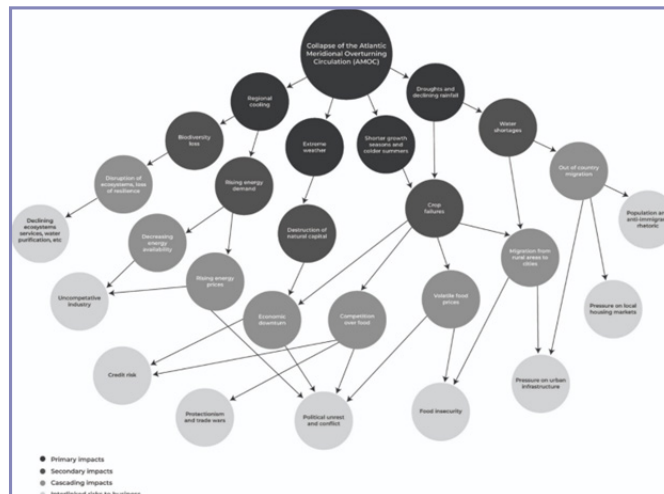 Collapse of the Atlantic
Meridional Overturning
Circulation (AMOC)
Regional
cooling
Droughts and
declining rainfall
Biodiversity
loss
Extreme
weather
Shorter growth
seasons and
colder summers
Water
shortages
Disruption of
ecosystems, loss
of resilience
Rising energy
demand
Out of country
migration
Declining
ecosystems
services, water
purification, etc
Decreasing
energy
availability
Destruction of
natural capital
Crop
failures
Population and
anti-immigrant
rhetoric
Migration from
rural areas to
cities
Uncompetative
industry
Rising energy
prices
Economic
downturn
Competition
over food
Volatile food
prices
Pressure on local
housing markets
Credit risk
Protectionism
and trade wars
Political unrest
and conflict
Food insecurity
Pressure on urban
infrastructure
Primary impacts
Secondary impacts
Cascading impacts
Interlinked risks to business